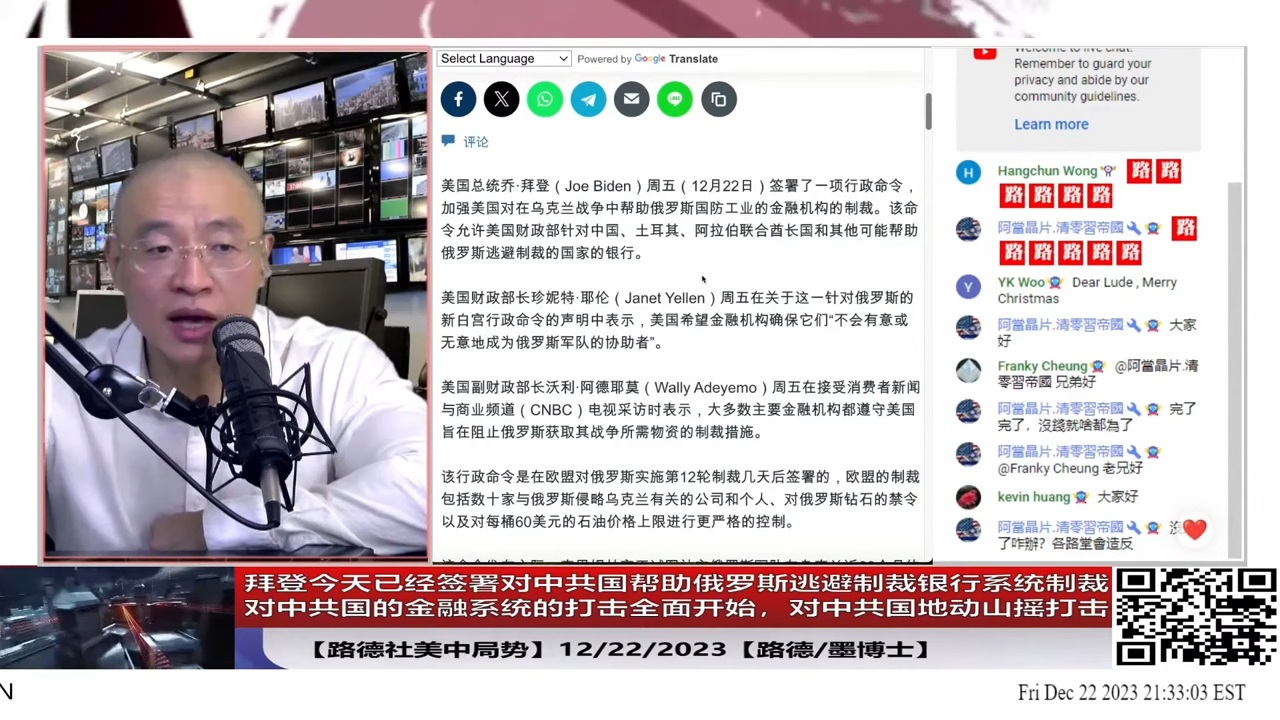 Select Language
Powered by Google Translate
评论
美国总统乔·拜登（Joe Biden）周五（12月22日）签署了一项行政命令，
加强美国对在乌克兰战争中帮助俄罗斯国防工业的金融机构的制裁。该命
令允许美国财政部针对中国、土耳其、阿拉伯联合酋长国和其他可能帮助
俄罗斯逃避制裁的国家的银行。
美国财政部长珍妮特·耶伦（Janet Yellen）周五在关于这一针对俄罗斯的
新白宫行政命令的声明中表示，美国希望金融机构确保它们“不会有意或
无意地成为俄罗斯军队的协助者”。
美国副财政部长沃利·阿德耶莫（Wally Adeyemo）周五在接受消费者新闻
与商业频道（CNBC）电视采访时表示，大多数主要金融机构都遵守美国
旨在阻止俄罗斯获取其战争所需物资的制裁措施。
该行政命令是在欧盟对俄罗斯实施第12轮制裁几天后签署的，欧盟的制裁
包括数十家与俄罗斯侵略乌克兰有关的公司和个人、对俄罗斯钻石的禁令
以及对每桶60美元的石油价格上限进行更严格的控制。
Welcome to live chat!
Remember to guard your
privacy and abide by our
community guidelines.
Learn more
H Hangchun Wong 路 路
路 路 路 路
阿當晶片.清零習帝國 路
路 路 路 路 路
Y YK Woo Dear Lude , Merry
Christmas
阿當晶片.清零習帝國 大家
好
Franky Cheung @阿當晶片.清
零習帝國 兄弟好
阿當晶片.清零習帝國 完了
完了，沒錢就啥都為了
阿當晶片.清零習帝國
@Franky Cheung 老兄好
kevin huang 大家好
阿當晶片.清零習帝國
了咋辦？各路堂會造反
拜登今天已经签署对中共国帮助俄罗斯逃避制裁银行系统制裁
对中共国的金融系统的打击全面开始，对中共国地动山摇打击
【路德社美中局势】12/22/2023【路德/墨博士】
N
Fri Dec 22 2023 21:33:03 EST